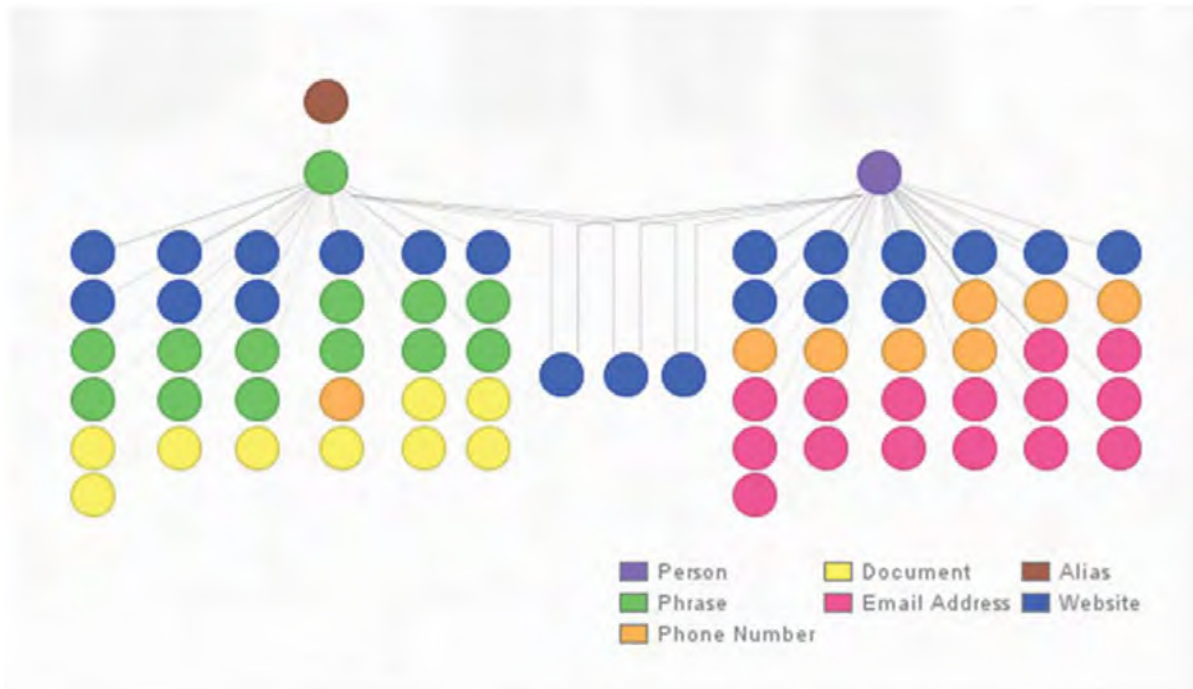 Person
Document
Alias
Phrase
Email Address
Website
Phone Number